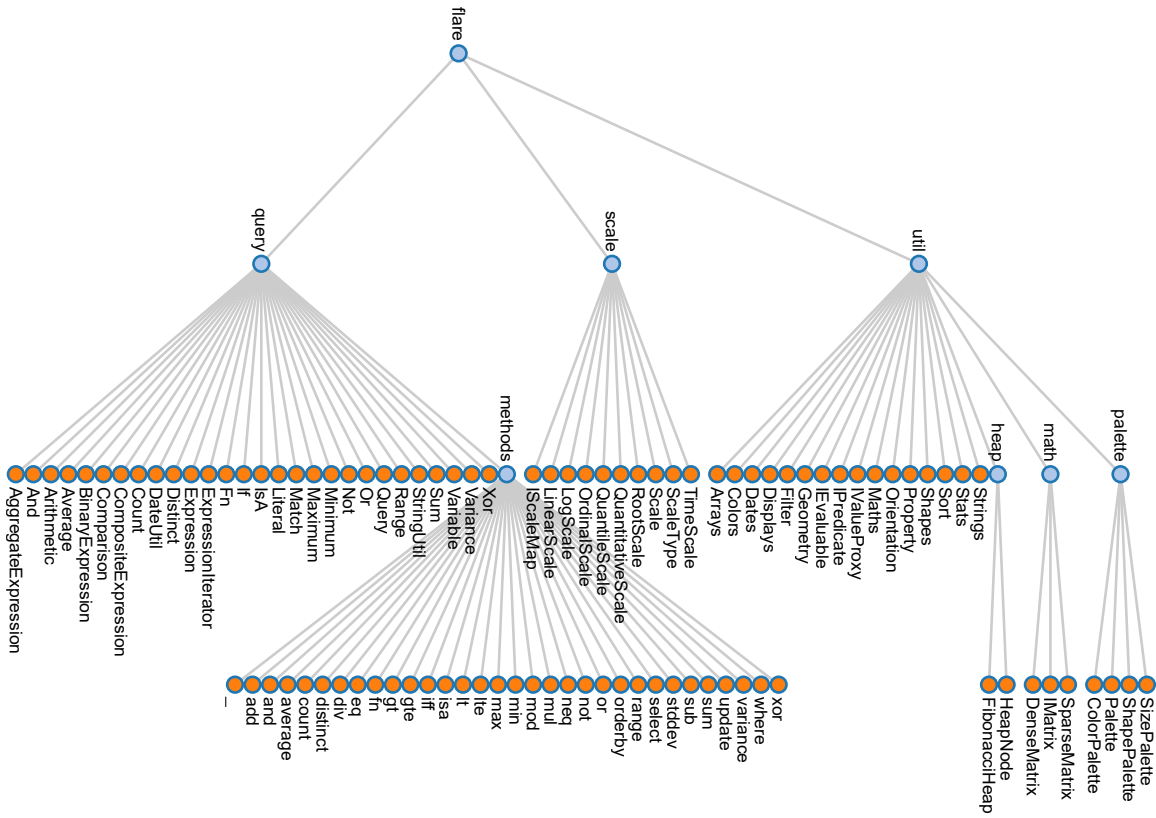 flare
query
scale
util
methods
heap
math
palette
AggregateExpression
And
Arithmetic
Average
BinaryExpression
Comparison
CompositeExpression
Count
DateUtil
Distinct
Expression
ExpressionIterator
Fn
If
IsA
Literal
Match
Maximum
Minimum
Not
Or
Query
Range
StringUtil
Sum
Variable
Variance
Xor
IScaleMap
LinearScale
LogScale
OrdinalScale
QuantileScale
QuantitativeScale
RootScale
Scale
ScaleType
TimeScale
Arrays
Colors
Dates
Displays
Filter
Geometry
IEvaluable
IPredicate
IValueProxy
Maths
Orientation
Property
Shapes
Sort
Stats
Strings
_
add
and
average
count
distinct
div
eq
fn
gt
gte
iff
isa
lt
lte
max
min
mod
mul
neq
not
or
orderby
range
select
stddev
sub
sum
update
variance
where
xor
FibonacciHeap
HeapNode
DenseMatrix
IMatrix
SparseMatrix
ColorPalette
Palette
ShapePalette
SizePalette